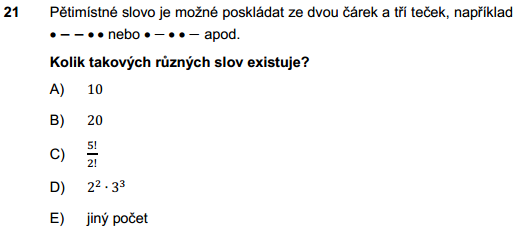 21 Pětimístné slovo je možné poskládat ze dvou čárek a tří teček, například
• – – • • nebo • – • • – apod.
Kolik takových různých slov existuje?
A) 10
B) 20
C) 5!/2!
D) 2² · 3³
E) jiný počet